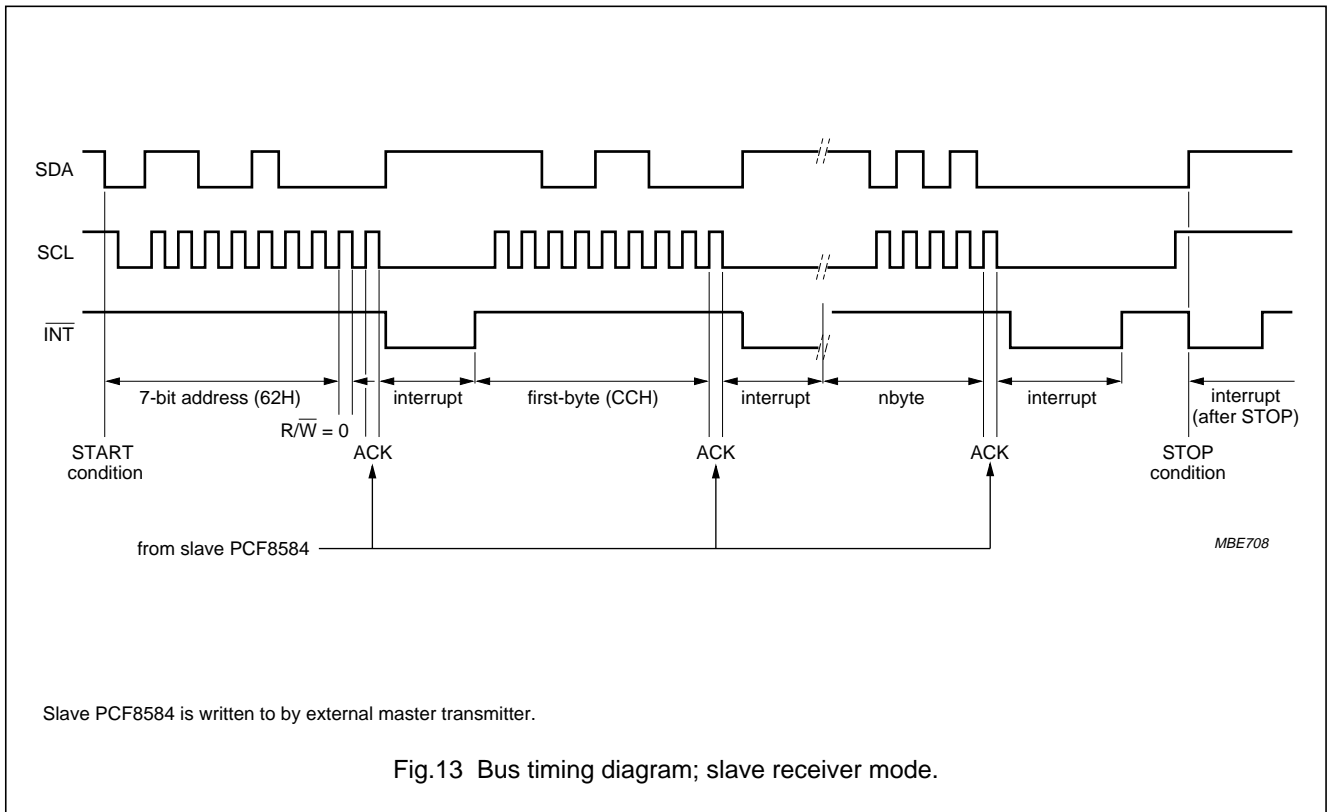 SDA
SCL
INT
7-bit address (62H)
interrupt
first-byte (CCH)
interrupt
nbyte
interrupt
interrupt
(after STOP)
R/W = 0
START
condition
ACK
ACK
ACK
STOP
condition
from slave PCF8584
MBE708
Slave PCF8584 is written to by external master transmitter.
Fig.13 Bus timing diagram; slave receiver mode.